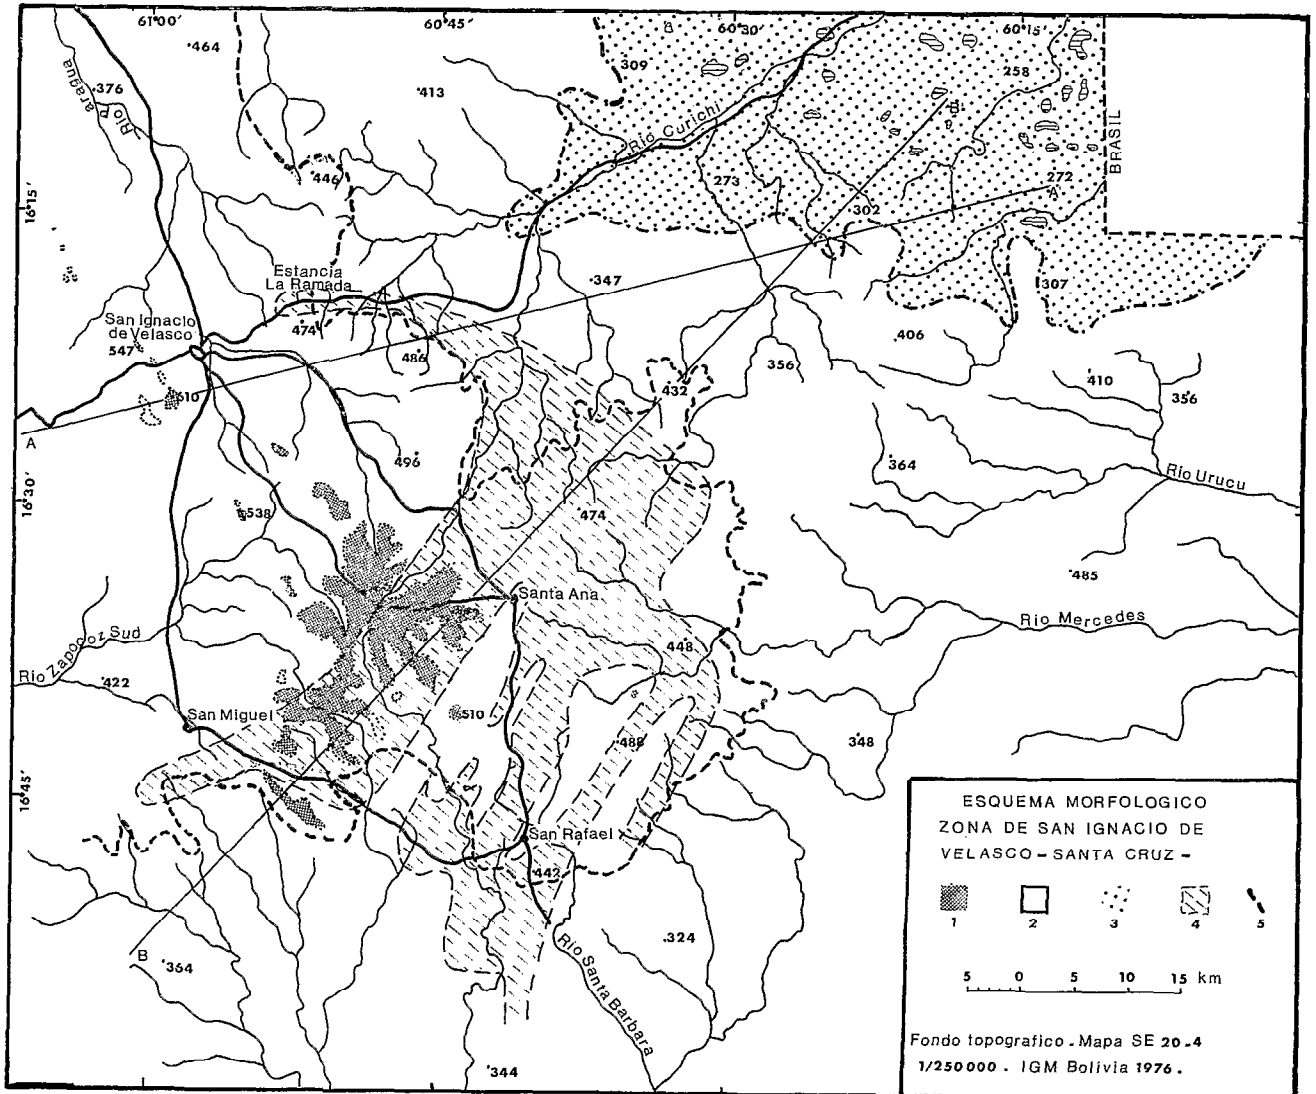 61°00′
60°45′
60°30′
60°15′
464
309
258
Rio Paragua
376
413
Rio Curichi
B'
BRASIL
446
273
272
A'
16°15′
302
Estancia
La Ramada
347
307
San Ignacio
de Velasco
474
547
486
406
356
410
432
610
356
A
496
364
Rio Urucu
16°30′
538
474
485
Santa Ana
Rio Mercedes
Rio Zapocoz Sud
448
422
510
San Miguel
488
348
16°45′
San Rafael
442
324
B
364
Rio Santa Barbara
344
ESQUEMA MORFOLOGICO
ZONA DE SAN IGNACIO DE
VELASCO - SANTA CRUZ -
1 2 3 4 5
5 0 5 10 15 km
Fondo topografico . Mapa SE 20-4
1/250000 . IGM Bolivia 1976 .